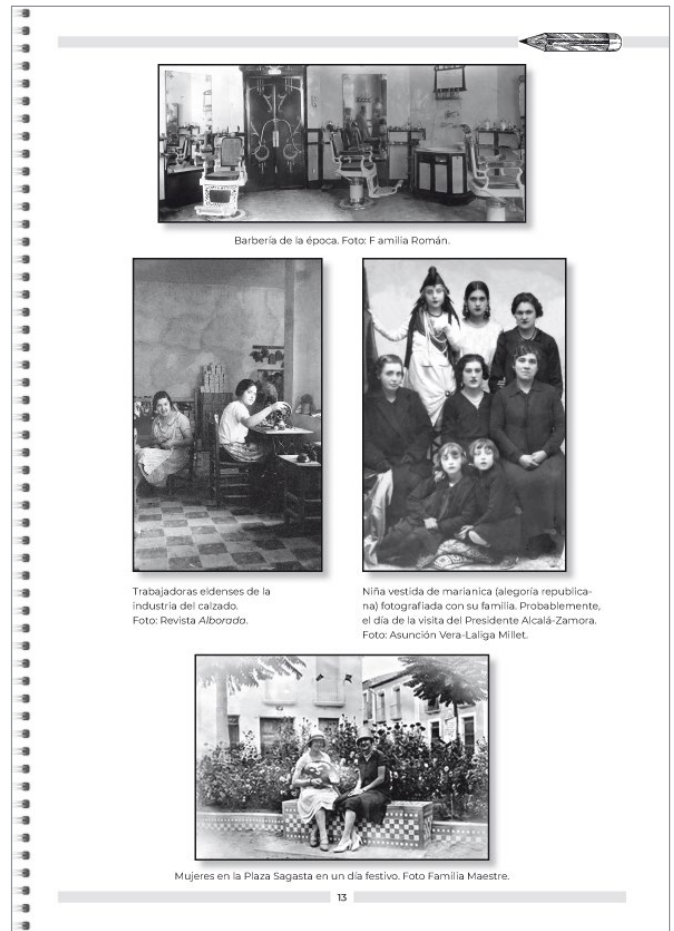 Barbería de la época. Foto: F amilia Román.
Trabajadoras eldenses de la
industria del calzado.
Foto: Revista Alborada.
Niña vestida de marianica (alegoría republica-
na) fotografiada con su familia. Probablemente,
el día de la visita del Presidente Alcalá-Zamora.
Foto: Asunción Vera-Laliga Millet.
Mujeres en la Plaza Sagasta en un día festivo. Foto Familia Maestre.
13